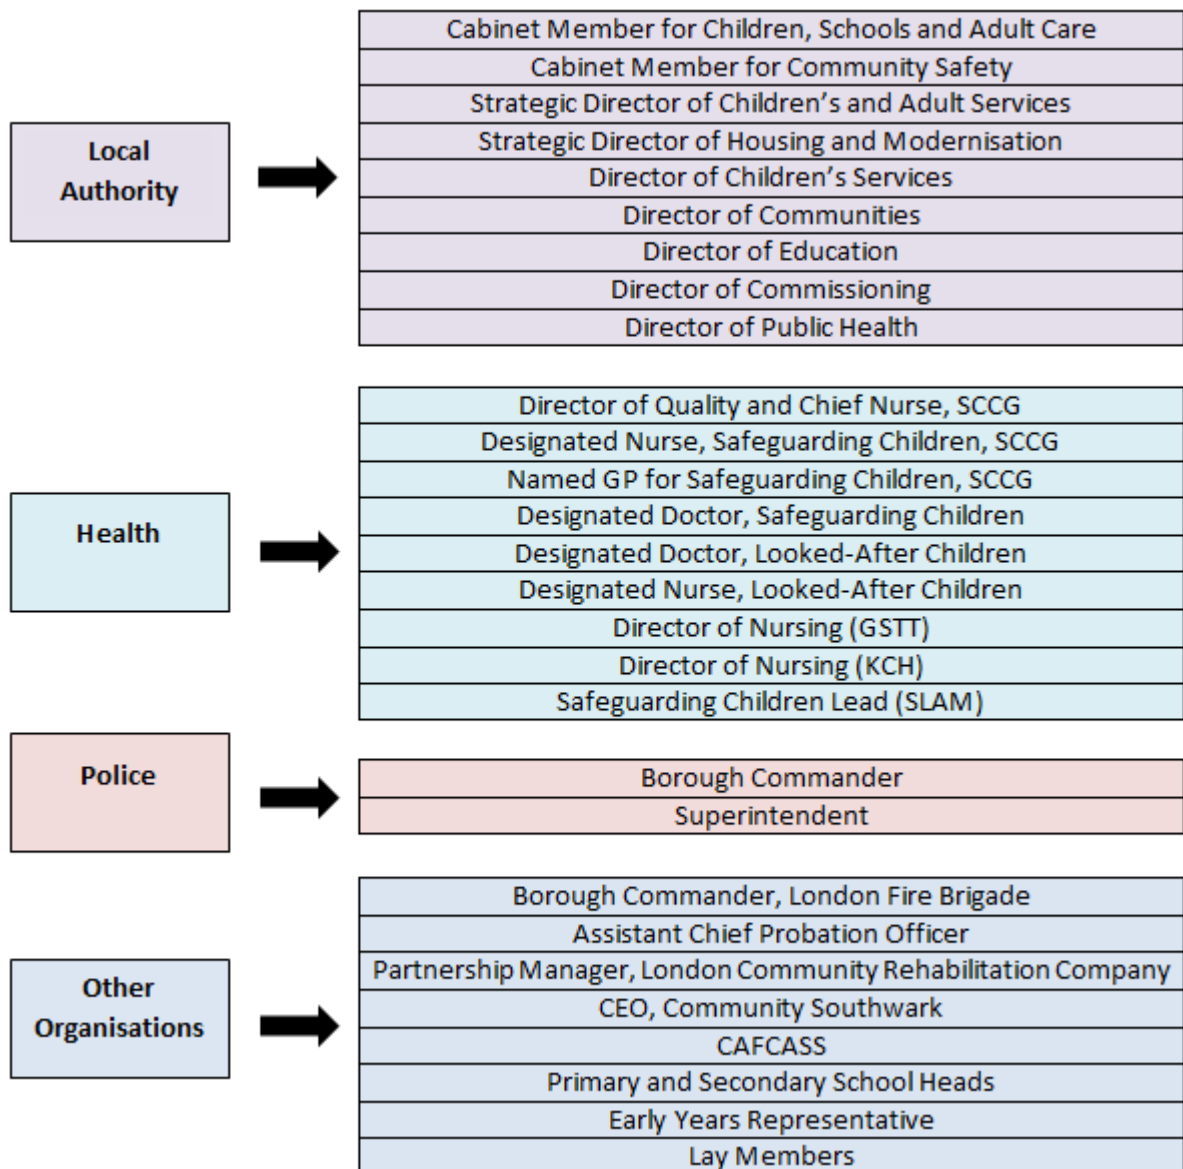 Local
Authority
Cabinet Member for Children, Schools and Adult Care
Cabinet Member for Community Safety
Strategic Director of Children’s and Adult Services
Strategic Director of Housing and Modernisation
Director of Children’s Services
Director of Communities
Director of Education
Director of Commissioning
Director of Public Health
Health
Director of Quality and Chief Nurse, SCCG
Designated Nurse, Safeguarding Children, SCCG
Named GP for Safeguarding Children, SCCG
Designated Doctor, Safeguarding Children
Designated Doctor, Looked-After Children
Designated Nurse, Looked-After Children
Director of Nursing (GSTT)
Director of Nursing (KCH)
Safeguarding Children Lead (SLAM)
Police
Borough Commander
Superintendent
Other
Organisations
Borough Commander, London Fire Brigade
Assistant Chief Probation Officer
Partnership Manager, London Community Rehabilitation Company
CEO, Community Southwark
CAFCASS
Primary and Secondary School Heads
Early Years Representative
Lay Members